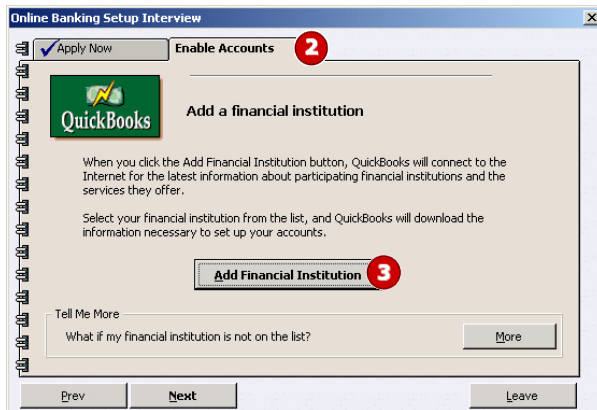 Online Banking Setup Interview
Apply Now
Enable Accounts
2
QuickBooks
Add a financial institution
When you click the Add Financial Institution button, QuickBooks will connect to the
Internet for the latest information about participating financial institutions and the
services they offer.
Select your financial institution from the list, and QuickBooks will download the
information necessary to set up your accounts.
Add Financial Institution
3
Tell Me More
What if my financial institution is not on the list?
More
Prev
Next
Leave